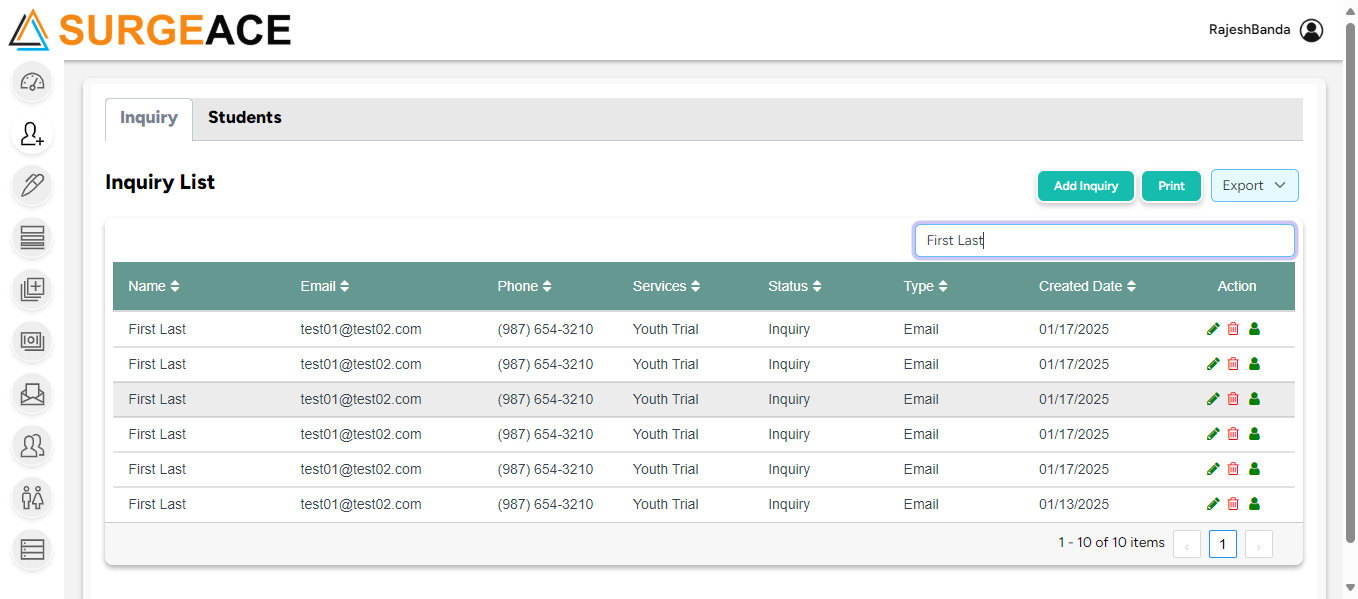 SURGEACE
RajeshBanda
Inquiry Students
Inquiry List
Add Inquiry Print Export
First Last
Name Email Phone Services Status Type Created Date Action
First Last test01@test02.com (987) 654-3210 Youth Trial Inquiry Email 01/17/2025
First Last test01@test02.com (987) 654-3210 Youth Trial Inquiry Email 01/17/2025
First Last test01@test02.com (987) 654-3210 Youth Trial Inquiry Email 01/17/2025
First Last test01@test02.com (987) 654-3210 Youth Trial Inquiry Email 01/17/2025
First Last test01@test02.com (987) 654-3210 Youth Trial Inquiry Email 01/17/2025
First Last test01@test02.com (987) 654-3210 Youth Trial Inquiry Email 01/13/2025
1 - 10 of 10 items ‹ 1 ›